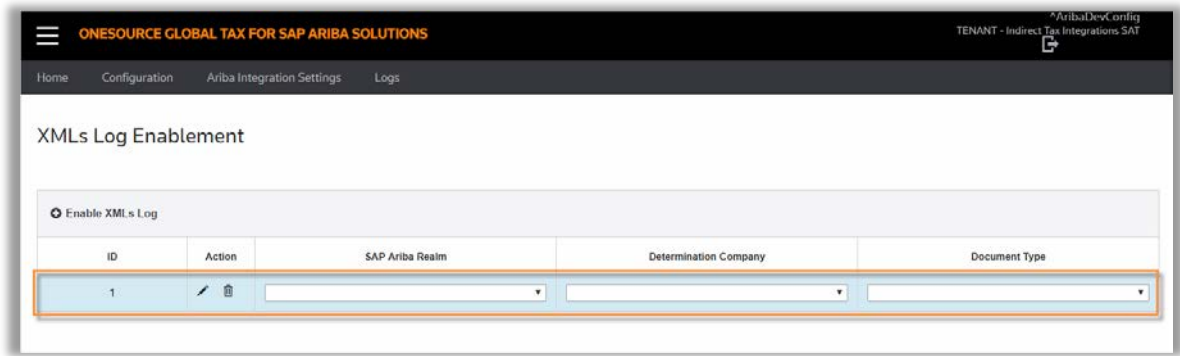 ^AribaDevConfig
ONESOURCE GLOBAL TAX FOR SAP ARIBA SOLUTIONS
TENANT - Indirect Tax Integrations SAT
Home Configuration Ariba Integration Settings Logs
XMLs Log Enablement
Enable XMLs Log
ID Action SAP Ariba Realm Determination Company Document Type
1